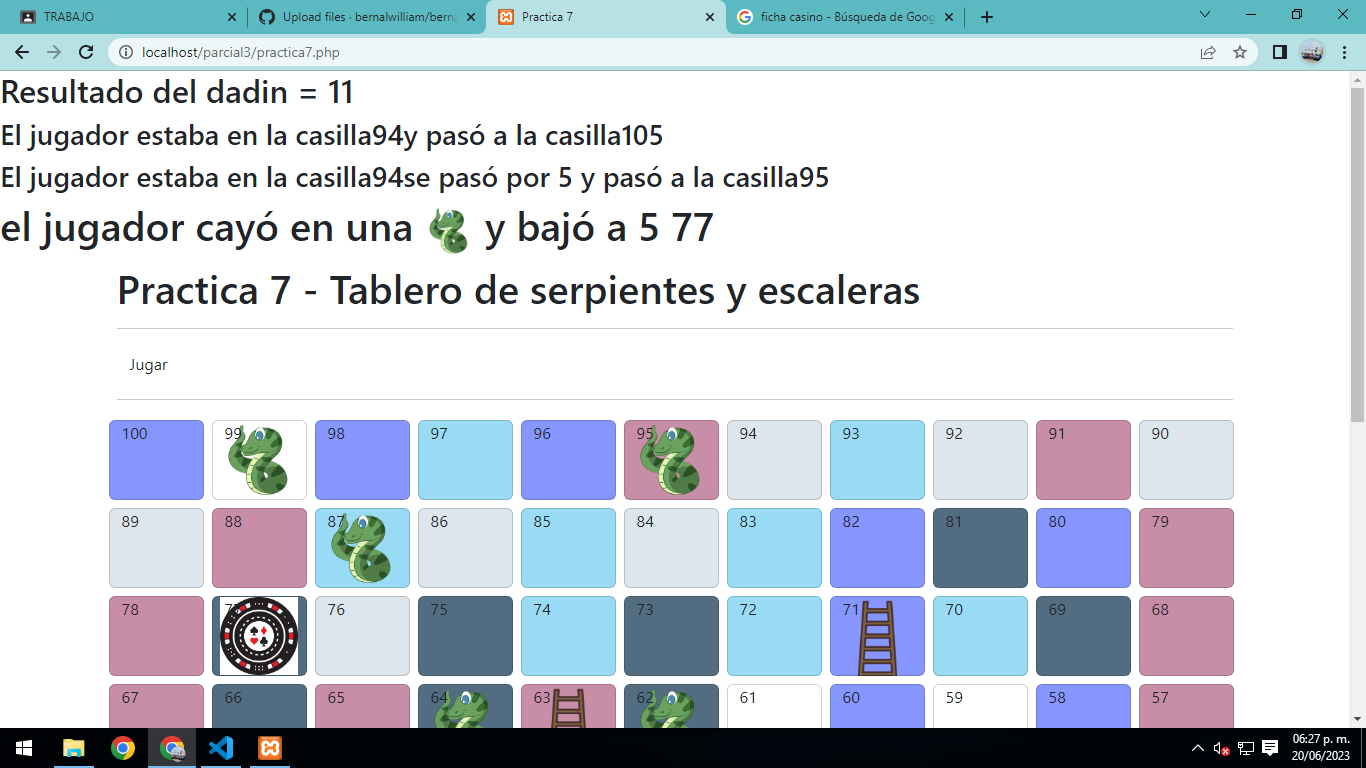 TRABAJO
Upload files · bernalwilliam/berna
Practica 7
ficha casino - Búsqueda de Goog
localhost/parcial3/practica7.php
Resultado del dadin = 11
El jugador estaba en la casilla94y pasó a la casilla105
El jugador estaba en la casilla94se pasó por 5 y pasó a la casilla95
el jugador cayó en una y bajó a 5 77
Practica 7 - Tablero de serpientes y escaleras
Jugar
100 99 98 97 96 95 94 93 92 91 90
89 88 87 86 85 84 83 82 81 80 79
78 76 75 74 73 72 71 70 69 68
67 66 65 64 63 62 61 60 59 58 57
06:27 p. m.
20/06/2023